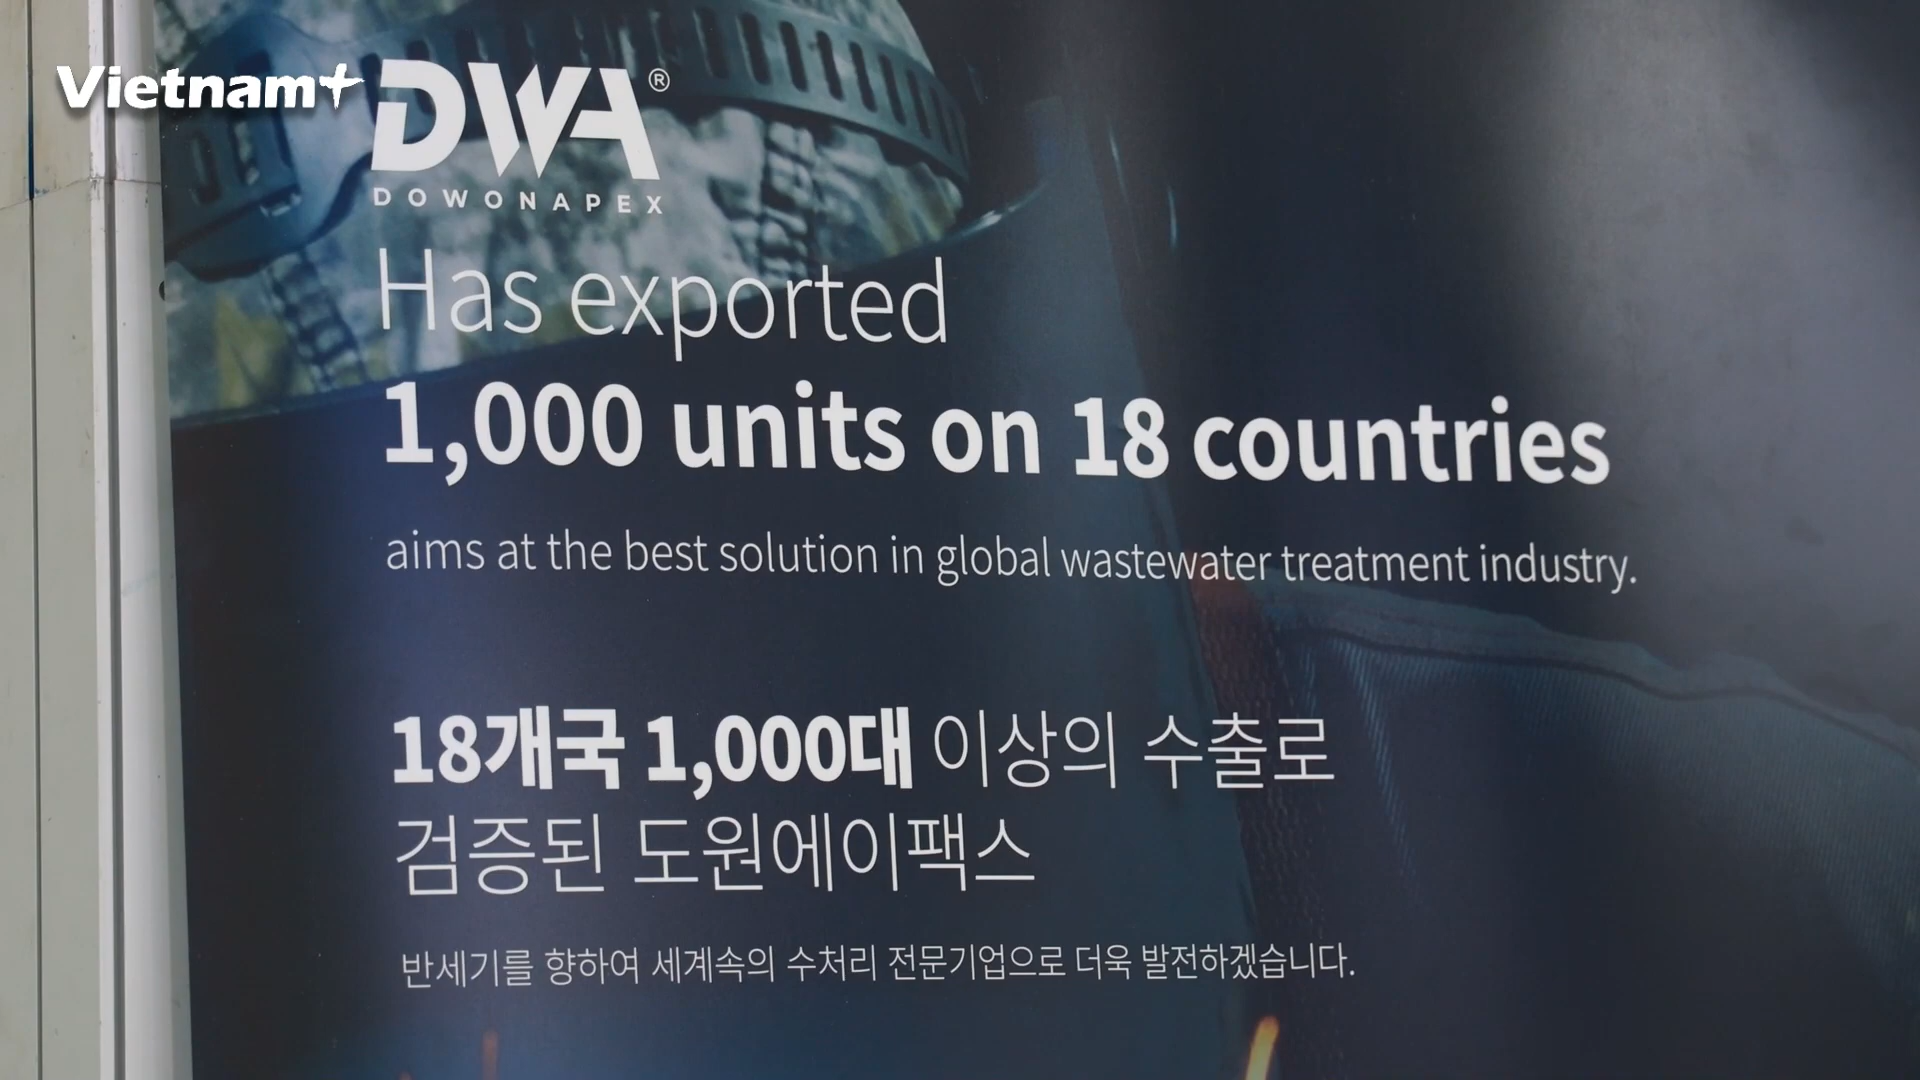 Vietnam+
DWA®
DOWONAPEX
Has exported
1,000 units on 18 countries
aims at the best solution in global wastewater treatment industry.
18개국 1,000대 이상의 수출로
검증된 도원에이팩스
반세기를 향하여 세계속의 수처리 전문기업으로 더욱 발전하겠습니다.